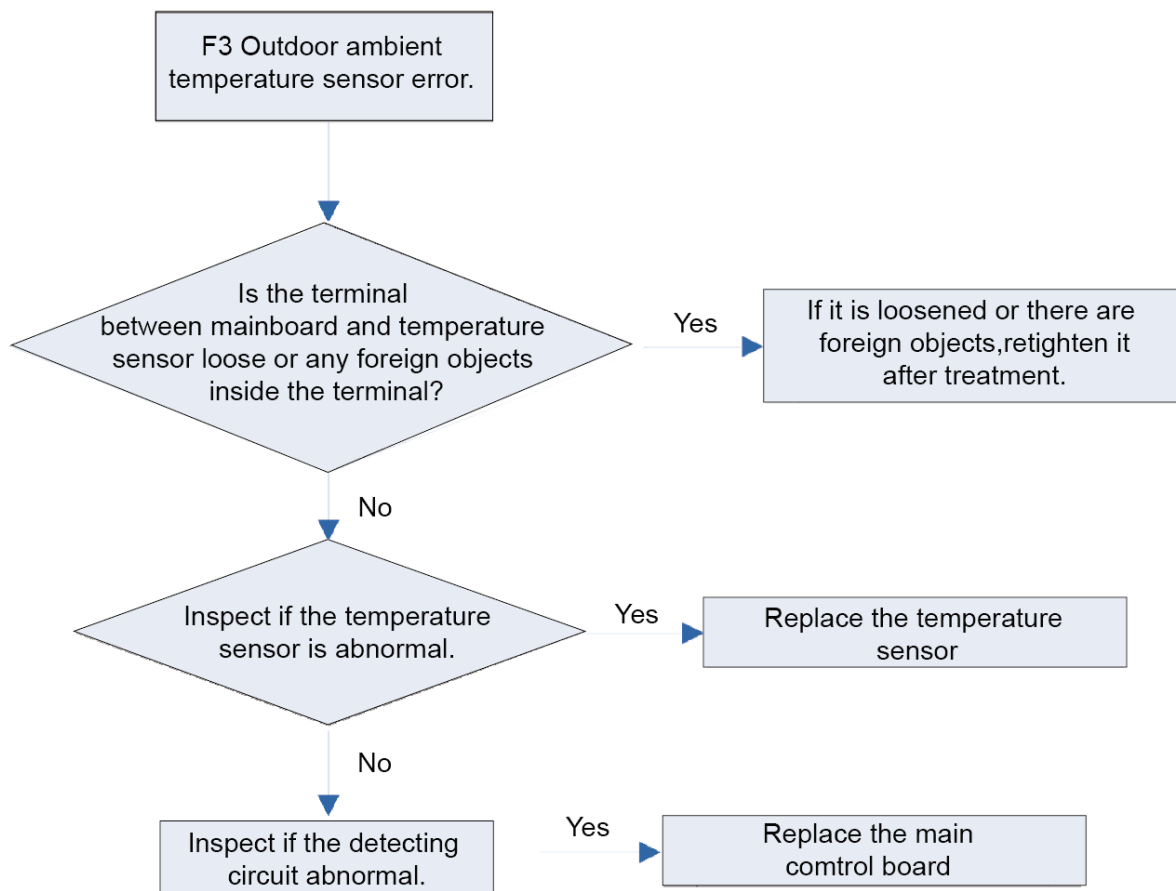 F3 Outdoor ambient
temperature sensor error.
Is the terminal
between mainboard and temperature
sensor loose or any foreign objects
inside the terminal?
Yes
If it is loosened or there are
foreign objects,retighten it
after treatment.
No
Inspect if the temperature
sensor is abnormal.
Yes
Replace the temperature
sensor
No
Inspect if the detecting
circuit abnormal.
Yes
Replace the main
comtrol board